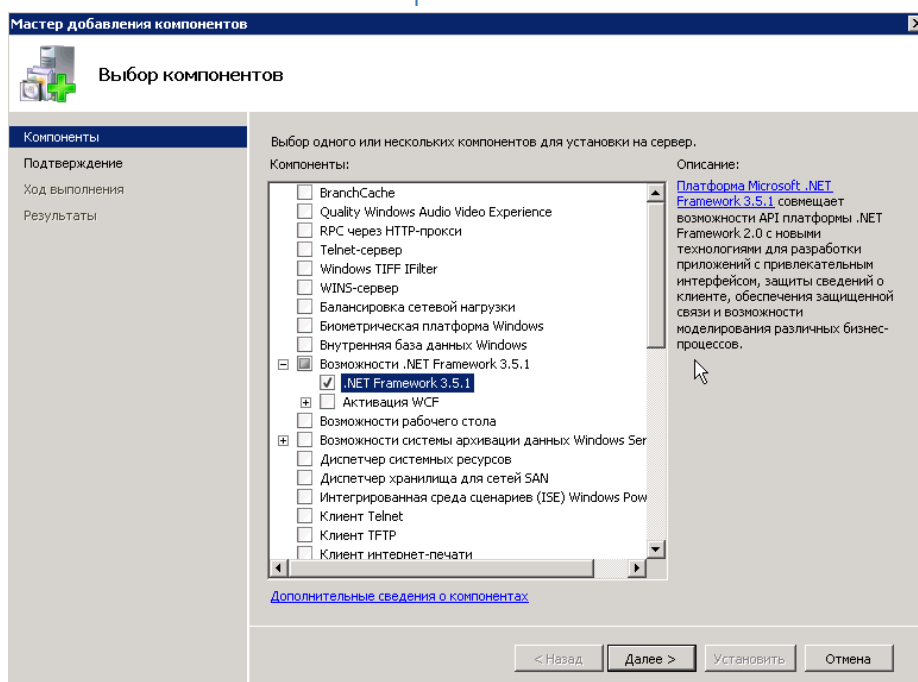 Мастер добавления компонентов
Выбор компонентов
Компоненты
Подтверждение
Ход выполнения
Результаты
Выбор одного или нескольких компонентов для установки на сервер.
Компоненты:
BranchCache
Quality Windows Audio Video Experience
RPC через HTTP-прокси
Telnet-сервер
Windows TIFF IFilter
WINS-сервер
Балансировка сетевой нагрузки
Биометрическая платформа Windows
Внутренняя база данных Windows
Возможности .NET Framework 3.5.1
.NET Framework 3.5.1
Активация WCF
Возможности рабочего стола
Возможности системы архивации данных Windows Ser
Диспетчер системных ресурсов
Диспетчер хранилища для сетей SAN
Интегрированная среда сценариев (ISE) Windows Pow
Клиент Telnet
Клиент TFTP
Клиент интернет-печати
Описание:
Платформа Microsoft .NET
Framework 3.5.1 совмещает
возможности API платформы .NET
Framework 2.0 с новыми
технологиями для разработки
приложений с привлекательным
интерфейсом, защиты сведений о
клиенте, обеспечения защищенной
связи и возможности
моделирования различных бизнес-
процессов.
Дополнительные сведения о компонентах
< Назад
Далее >
Установить
Отмена